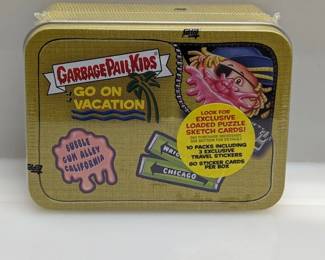 GARBAGE PAIL KIDS
GO ON
VACATION
LOOK FOR
EXCLUSIVE
LOADED PUZZLE
SKETCH CARDS!
10 PACKS INCLUDING
3 EXCLUSIVE
TRAVEL STICKERS
60 STICKER CARDS
PER BOX
BUBBLE
GUM ALLEY
CALIFORNIA
CHICAGO